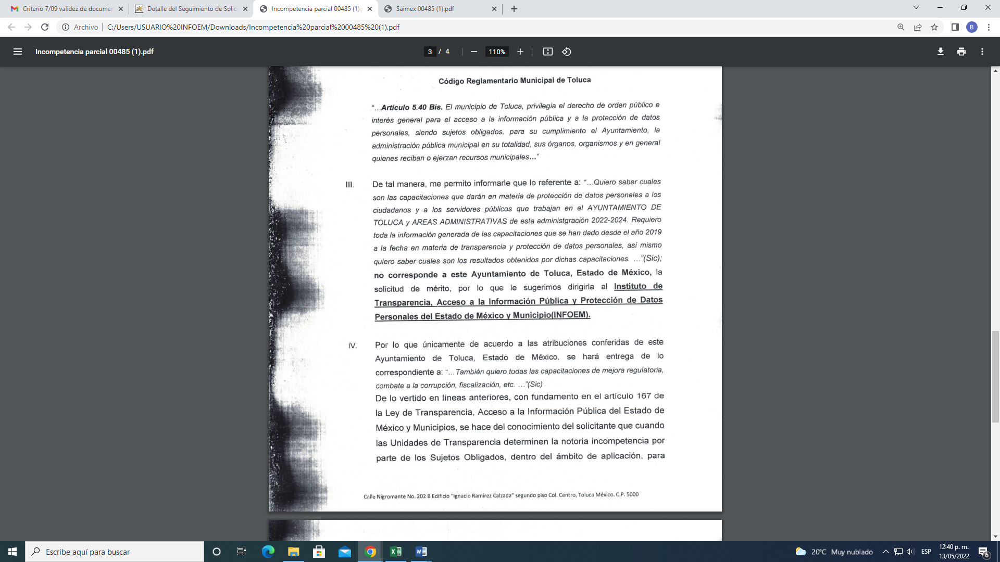 Criterio 7/09 validez de documen
Detalle del Seguimiento de Solici
Incompetencia parcial 00485 (1).p
Saimex 00485 (1).pdf
Archivo
C:/Users/USUARIO%20INFOEM/Downloads/Incompetencia%20parcial%2000485%20(1).pdf
B
Incompetencia parcial 00485 (1).pdf
3 / 4
110%
Código Reglamentario Municipal de Toluca
“…Artículo 5.40 Bis. El municipio de Toluca, privilegia el derecho de orden público e
interés general para el acceso a la información pública y a la protección de datos
personales, siendo sujetos obligados, para su cumplimiento el Ayuntamiento, la
administración pública municipal en su totalidad, sus órganos, organismos y en general
quienes reciban o ejerzan recursos municipales…”
III. De tal manera, me permito informarle que lo referente a: “…Quiero saber cuales
son las capacitaciones que darán en materia de protección de datos personales a los
ciudadanos y a los servidores públicos que trabajan en el AYUNTAMIENTO DE
TOLUCA y AREAS ADMINISTRATIVAS de esta administgración 2022-2024. Requiero
toda la información generada de las capacitaciones que se han dado desde el año 2019
a la fecha en materia de transparencia y protección de datos personales, así mismo
quiero saber cuales son los resultados obtenidos por dichas capacitaciones. …”(Sic);
no corresponde a este Ayuntamiento de Toluca, Estado de México, la
solicitud de mérito, por lo que le sugerimos dirigirla al Instituto de
Transparencia, Acceso a la Información Pública y Protección de Datos
Personales del Estado de México y Municipio(INFOEM).
IV. Por lo que únicamente de acuerdo a las atribuciones conferidas de este
Ayuntamiento de Toluca, Estado de México. se hará entrega de lo
correspondiente a: “…También quiero todas las capacitaciones de mejora regulatoria,
combate a la corrupción, fiscalización, etc. …”(Sic)
De lo vertido en líneas anteriores, con fundamento en el artículo 167 de
la Ley de Transparencia, Acceso a la Información Pública del Estado de
México y Municipios, se hace del conocimiento del solicitante que cuando
las Unidades de Transparencia determinen la notoria incompetencia por
parte de los Sujetos Obligados, dentro del ámbito de aplicación, para
Calle Nigromante No. 202 B Edificio “Ignacio Ramírez Calzada” segundo piso Col. Centro, Toluca México. C.P. 5000
Escribe aquí para buscar
20°C Muy nublado
ESP
12:40 p. m.
13/05/2022
6